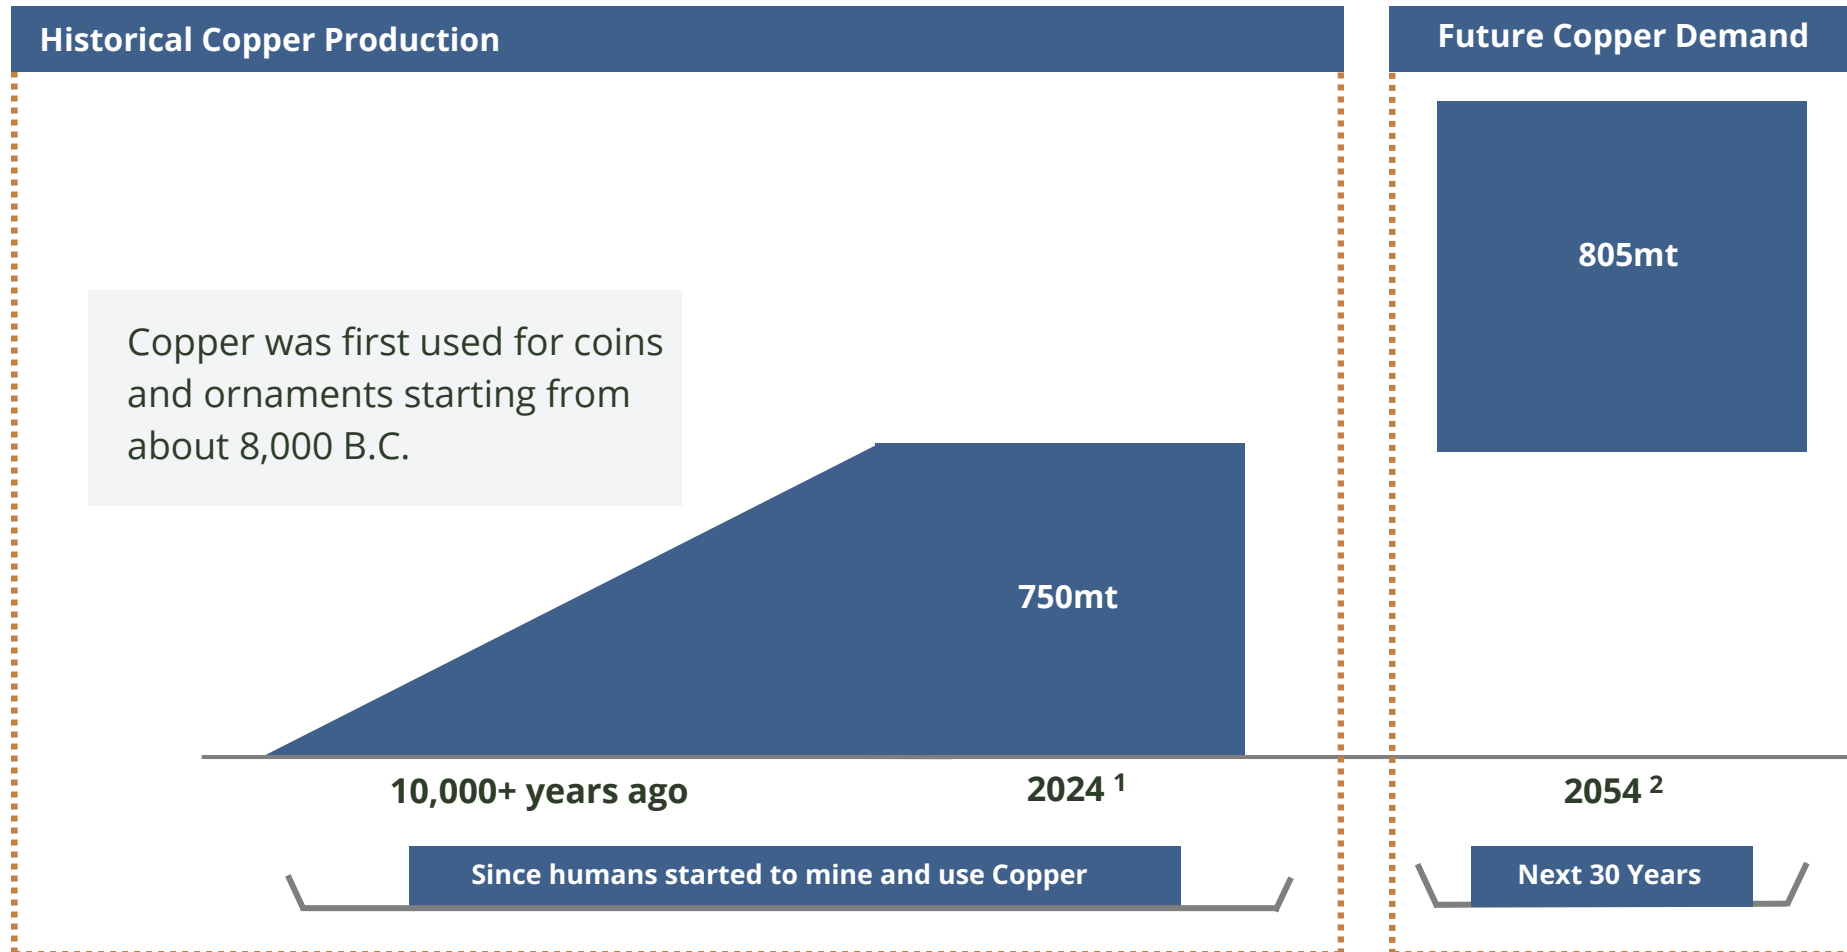 Historical Copper Production
Copper was first used for coins
and ornaments starting from
about 8,000 B.C.
750mt
10,000+ years ago
2024 ¹
Since humans started to mine and use Copper
Future Copper Demand
805mt
2054 ²
Next 30 Years